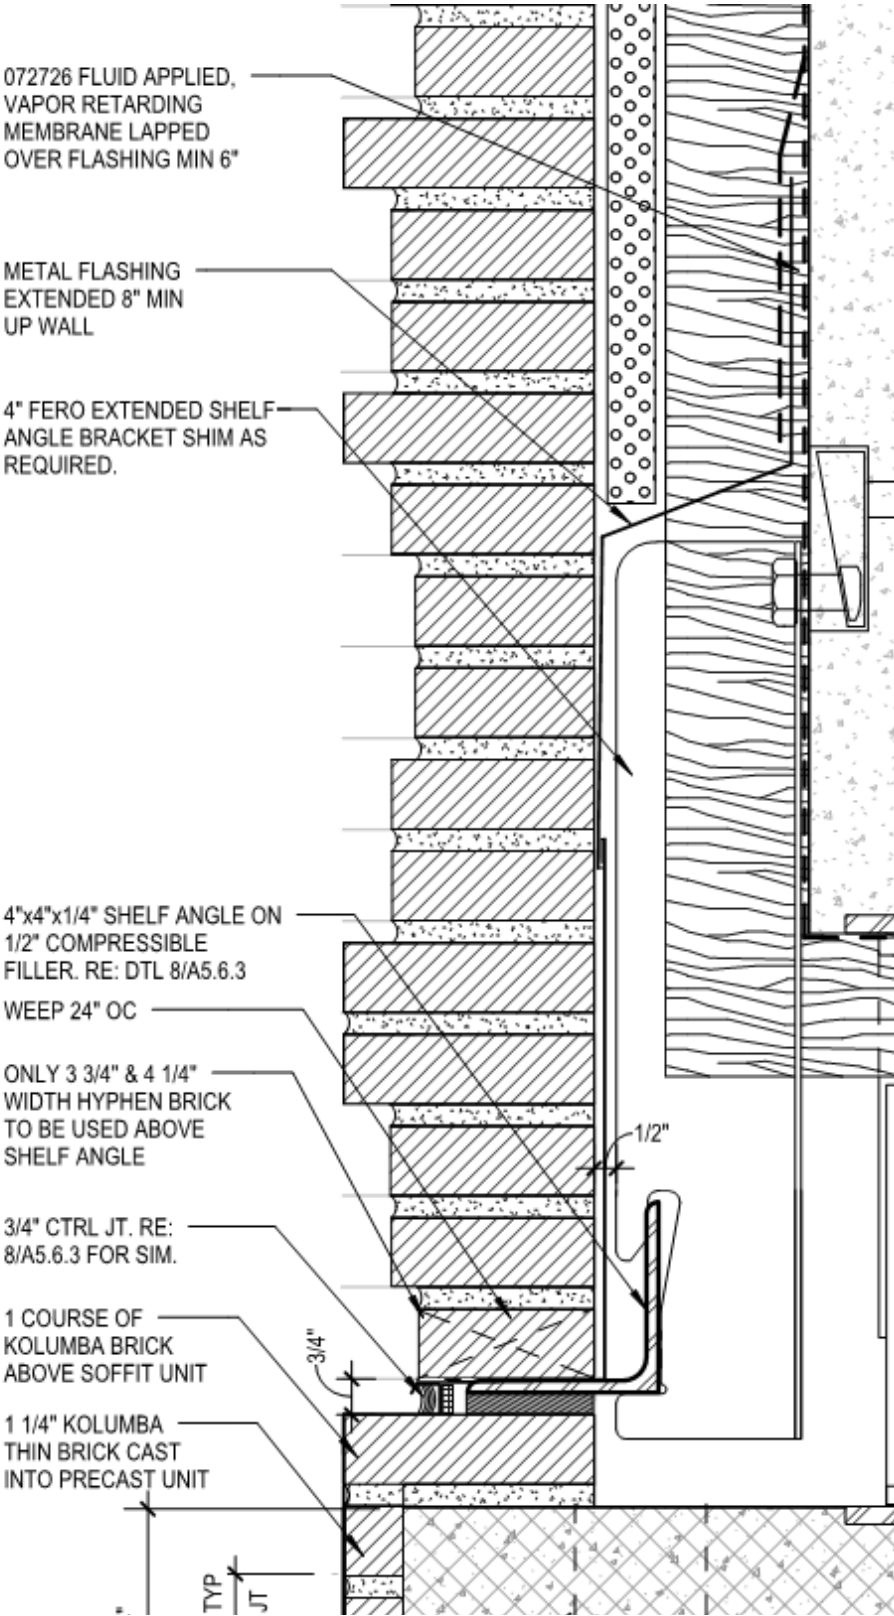 072726 FLUID APPLIED,
VAPOR RETARDING
MEMBRANE LAPPED
OVER FLASHING MIN 6"
METAL FLASHING
EXTENDED 8" MIN
UP WALL
4" FERO EXTENDED SHELF
ANGLE BRACKET SHIM AS
REQUIRED.
4"x4"x1/4" SHELF ANGLE ON
1/2" COMPRESSIBLE
FILLER. RE: DTL 8/A5.6.3
WEEP 24" OC
ONLY 3 3/4" & 4 1/4"
WIDTH HYPHEN BRICK
TO BE USED ABOVE
SHELF ANGLE
1/2"
3/4" CTRL JT. RE:
8/A5.6.3 FOR SIM.
1 COURSE OF
KOLUMBA BRICK
ABOVE SOFFIT UNIT
3/4"
1 1/4" KOLUMBA
THIN BRICK CAST
INTO PRECAST UNIT
TYP
JT